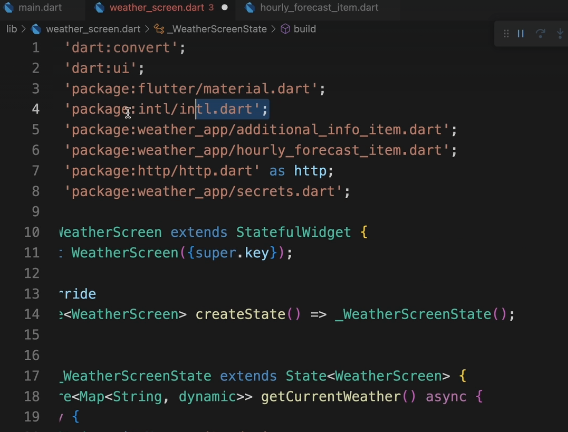 main.dart weather_screen.dart 3 hourly_forecast_item.dart
lib > weather_screen.dart > _WeatherScreenState > build
1 'dart:convert';
2 'dart:ui';
3 'package:flutter/material.dart';
4 'package:intl/intl.dart';
5 'package:weather_app/additional_info_item.dart';
6 'package:weather_app/hourly_forecast_item.dart';
7 'package:http/http.dart' as http;
8 'package:weather_app/secrets.dart';
9
10 WeatherScreen extends StatefulWidget {
11 : WeatherScreen({super.key});
12
13 rride
14 e<WeatherScreen> createState() => _WeatherScreenState();
15
16
17 _WeatherScreenState extends State<WeatherScreen> {
18 re<Map<String, dynamic>> getCurrentWeather() async {
19 {